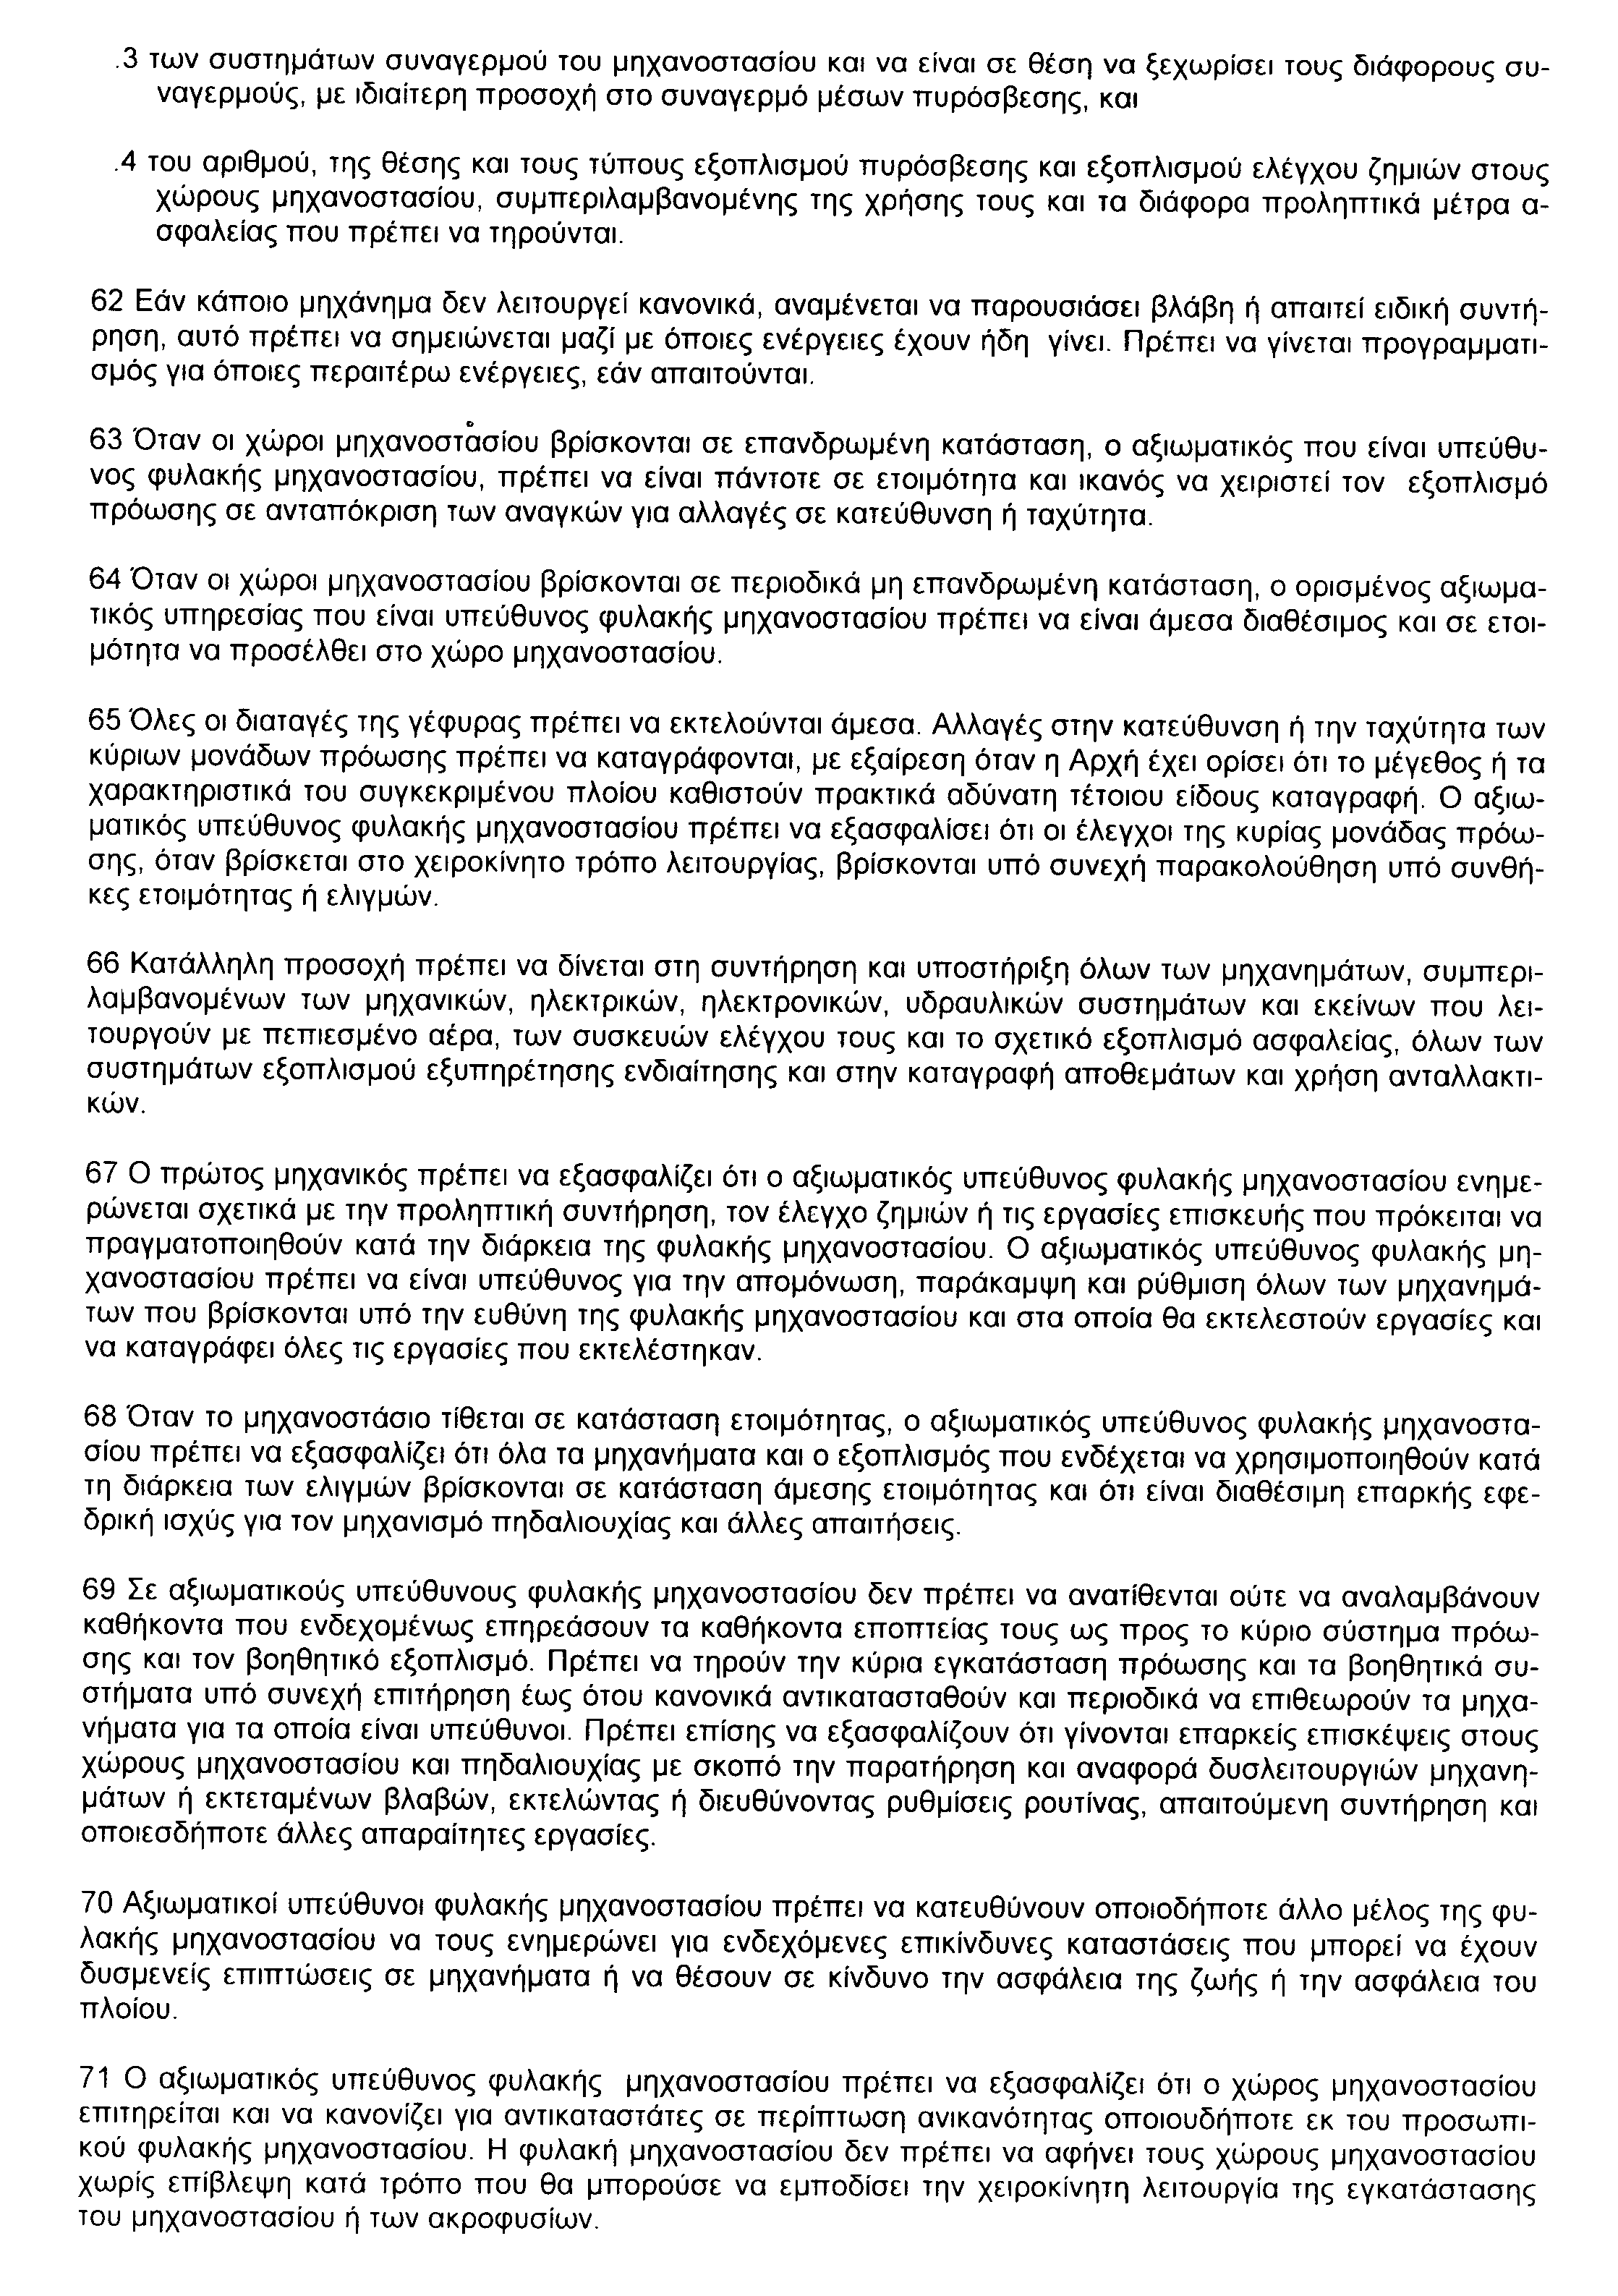 .3 των συστημάτων συναγερμού του μηχανοστασίου και να είναι σε θέση να ξεχωρίσει τους διάφορους συ-
ναγερμούς, με ιδιαίτερη προσοχή στο συναγερμό μέσων πυρόσβεσης, και
.4 του αριθμού, της θέσης και τους τύπους εξοπλισμού πυρόσβεσης και εξοπλισμού ελέγχου ζημιών στους
χώρους μηχανοστασίου, συμπεριλαμβανομένης της χρήσης τους και τα διάφορα προληπτικά μέτρα α-
σφαλείας που πρέπει να τηρούνται.
62 Εάν κάποιο μηχάνημα δεν λειτουργεί κανονικά, αναμένεται να παρουσιάσει βλάβη ή απαιτεί ειδική συντή-
ρηση, αυτό πρέπει να σημειώνεται μαζί με όποιες ενέργειες έχουν ήδη γίνει. Πρέπει να γίνεται προγραμματι-
σμός για όποιες περαιτέρω ενέργειες, εάν απαιτούνται.
63 Όταν οι χώροι μηχανοστασίου βρίσκονται σε επανδρωμένη κατάσταση, ο αξιωματικός που είναι υπεύθυ-
νος φυλακής μηχανοστασίου, πρέπει να είναι πάντοτε σε ετοιμότητα και ικανός να χειριστεί τον εξοπλισμό
πρόωσης σε ανταπόκριση των αναγκών για αλλαγές σε κατεύθυνση ή ταχύτητα.
64 Όταν οι χώροι μηχανοστασίου βρίσκονται σε περιοδικά μη επανδρωμένη κατάσταση, ο ορισμένος αξιωμα-
τικός υπηρεσίας που είναι υπεύθυνος φυλακής μηχανοστασίου πρέπει να είναι άμεσα διαθέσιμος και σε ετοι-
μότητα να προσέλθει στο χώρο μηχανοστασίου.
65 Όλες οι διαταγές της γέφυρας πρέπει να εκτελούνται άμεσα. Αλλαγές στην κατεύθυνση ή την ταχύτητα των
κύριων μονάδων πρόωσης πρέπει να καταγράφονται, με εξαίρεση όταν η Αρχή έχει ορίσει ότι το μέγεθος ή τα
χαρακτηριστικά του συγκεκριμένου πλοίου καθιστούν πρακτικά αδύνατη τέτοιου είδους καταγραφή. Ο αξιω-
ματικός υπεύθυνος φυλακής μηχανοστασίου πρέπει να εξασφαλίσει ότι οι έλεγχοι της κυρίας μονάδας πρόω-
σης, όταν βρίσκεται στο χειροκίνητο τρόπο λειτουργίας, βρίσκονται υπό συνεχή παρακολούθηση υπό συνθή-
κες ετοιμότητας ή ελιγμών.
66 Κατάλληλη προσοχή πρέπει να δίνεται στη συντήρηση και υποστήριξη όλων των μηχανημάτων, συμπερι-
λαμβανομένων των μηχανικών, ηλεκτρικών, ηλεκτρονικών, υδραυλικών συστημάτων και εκείνων που λει-
τουργούν με πεπιεσμένο αέρα, των συσκευών ελέγχου τους και το σχετικό εξοπλισμό ασφαλείας, όλων των
συστημάτων εξοπλισμού εξυπηρέτησης ενδιαίτησης και στην καταγραφή αποθεμάτων και χρήση ανταλλακτι-
κών.
67 Ο πρώτος μηχανικός πρέπει να εξασφαλίζει ότι ο αξιωματικός υπεύθυνος φυλακής μηχανοστασίου ενημε-
ρώνεται σχετικά με την προληπτική συντήρηση, τον έλεγχο ζημιών ή τις εργασίες επισκευής που πρόκειται να
πραγματοποιηθούν κατά την διάρκεια της φυλακής μηχανοστασίου. Ο αξιωματικός υπεύθυνος φυλακής μη-
χανοστασίου πρέπει να είναι υπεύθυνος για την απομόνωση, παράκαμψη και ρύθμιση όλων των μηχανημά-
των που βρίσκονται υπό την ευθύνη της φυλακής μηχανοστασίου και στα οποία θα εκτελεστούν εργασίες και
να καταγράφει όλες τις εργασίες που εκτελέστηκαν.
68 Όταν το μηχανοστάσιο τίθεται σε κατάσταση ετοιμότητας, ο αξιωματικός υπεύθυνος φυλακής μηχανοστα-
σίου πρέπει να εξασφαλίζει ότι όλα τα μηχανήματα και ο εξοπλισμός που ενδέχεται να χρησιμοποιηθούν κατά
τη διάρκεια των ελιγμών βρίσκονται σε κατάσταση άμεσης ετοιμότητας και ότι είναι διαθέσιμη επαρκής εφε-
δρική ισχύς για τον μηχανισμό πηδαλιουχίας και άλλες απαιτήσεις.
69 Σε αξιωματικούς υπεύθυνους φυλακής μηχανοστασίου δεν πρέπει να ανατίθενται ούτε να αναλαμβάνουν
καθήκοντα που ενδεχομένως επηρεάσουν τα καθήκοντα εποπτείας τους ως προς το κύριο σύστημα πρόω-
σης και τον βοηθητικό εξοπλισμό. Πρέπει να τηρούν την κύρια εγκατάσταση πρόωσης και τα βοηθητικά συ-
στήματα υπό συνεχή επιτήρηση έως ότου κανονικά αντικατασταθούν και περιοδικά να επιθεωρούν τα μηχα-
νήματα για τα οποία είναι υπεύθυνοι. Πρέπει επίσης να εξασφαλίζουν ότι γίνονται επαρκείς επισκέψεις στους
χώρους μηχανοστασίου και πηδαλιουχίας με σκοπό την παρατήρηση και αναφορά δυσλειτουργιών μηχανη-
μάτων ή εκτεταμένων βλαβών, εκτελώντας ή διευθύνοντας ρυθμίσεις ρουτίνας, απαιτούμενη συντήρηση και
οποιεσδήποτε άλλες απαραίτητες εργασίες.
70 Αξιωματικοί υπεύθυνοι φυλακής μηχανοστασίου πρέπει να κατευθύνουν οποιοδήποτε άλλο μέλος της φυ-
λακής μηχανοστασίου να τους ενημερώνει για ενδεχόμενες επικίνδυνες καταστάσεις που μπορεί να έχουν
δυσμενείς επιπτώσεις σε μηχανήματα ή να θέσουν σε κίνδυνο την ασφάλεια της ζωής ή την ασφάλεια του
πλοίου.
71 Ο αξιωματικός υπεύθυνος φυλακής μηχανοστασίου πρέπει να εξασφαλίζει ότι ο χώρος μηχανοστασίου
επιτηρείται και να κανονίζει για αντικαταστάτες σε περίπτωση ανικανότητας οποιουδήποτε εκ του προσωπι-
κού φυλακής μηχανοστασίου. Η φυλακή μηχανοστασίου δεν πρέπει να αφήνει τους χώρους μηχανοστασίου
χωρίς επίβλεψη κατά τρόπο που θα μπορούσε να εμποδίσει την χειροκίνητη λειτουργία της εγκατάστασης
του μηχανοστασίου ή των ακροφυσίων.